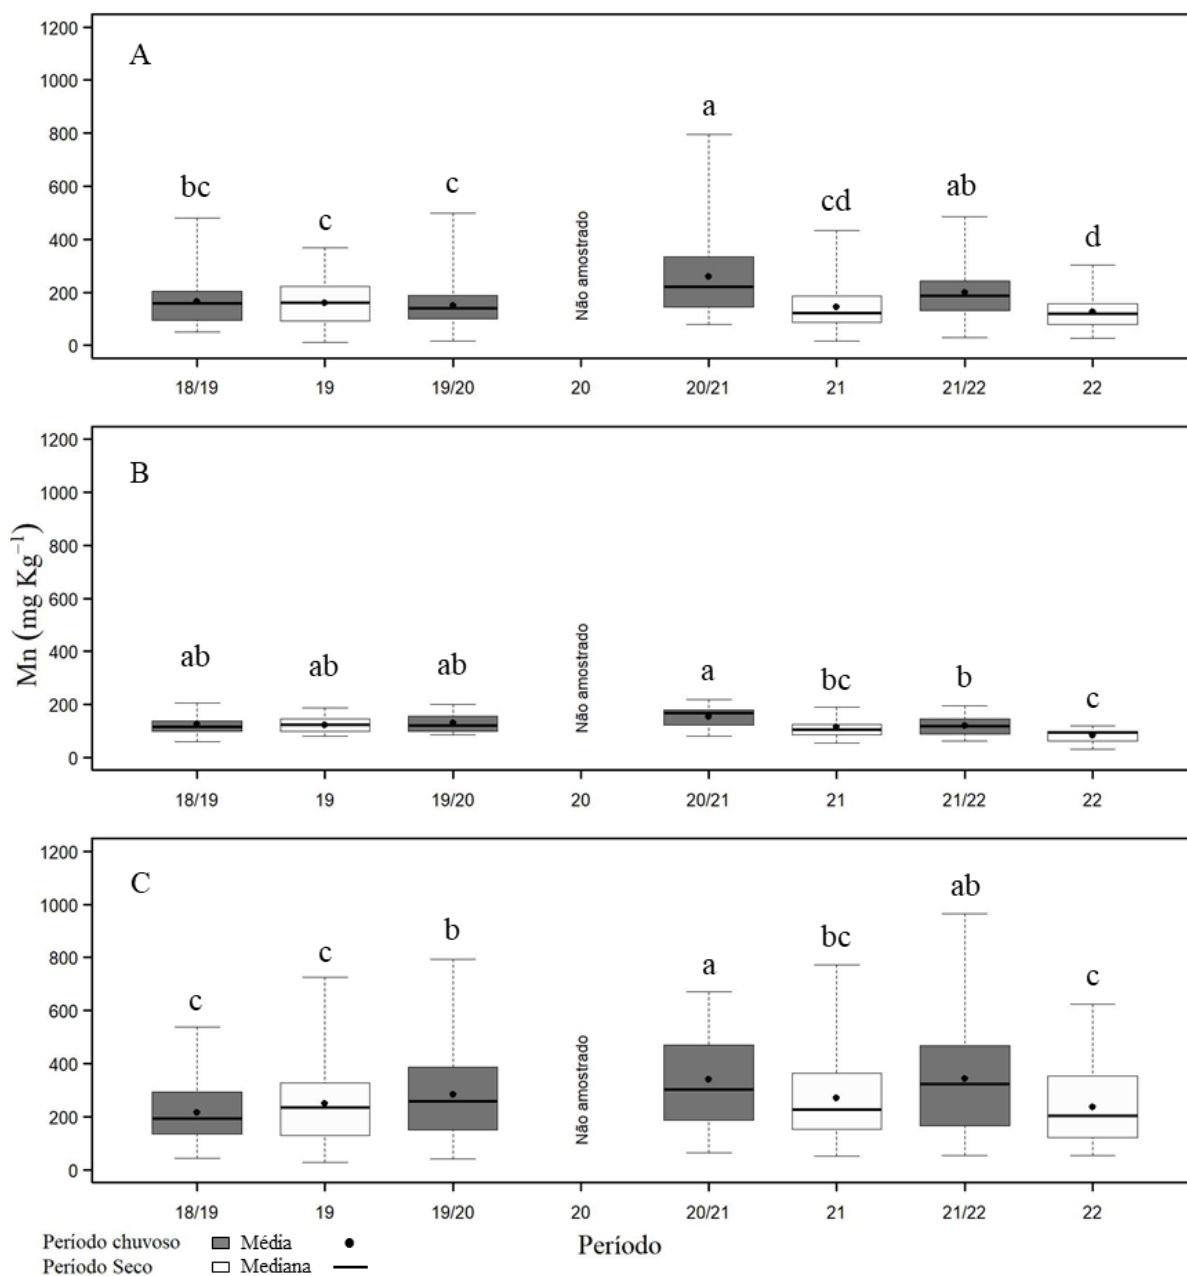 1200
1000
800
600
400
200
0
A
bc
c
c
Não amostrado
a
cd
ab
d
18/19 19 19/20 20 20/21 21 21/22 22
Mn (mg Kg⁻¹)
1200
1000
800
600
400
200
0
B
ab
ab
ab
Não amostrado
a
bc
b
c
18/19 19 19/20 20 20/21 21 21/22 22
1200
1000
800
600
400
200
0
C
c
c
b
Não amostrado
a
bc
ab
c
18/19 19 19/20 20 20/21 21 21/22 22
Período
Período chuvoso Média
Período Seco Mediana